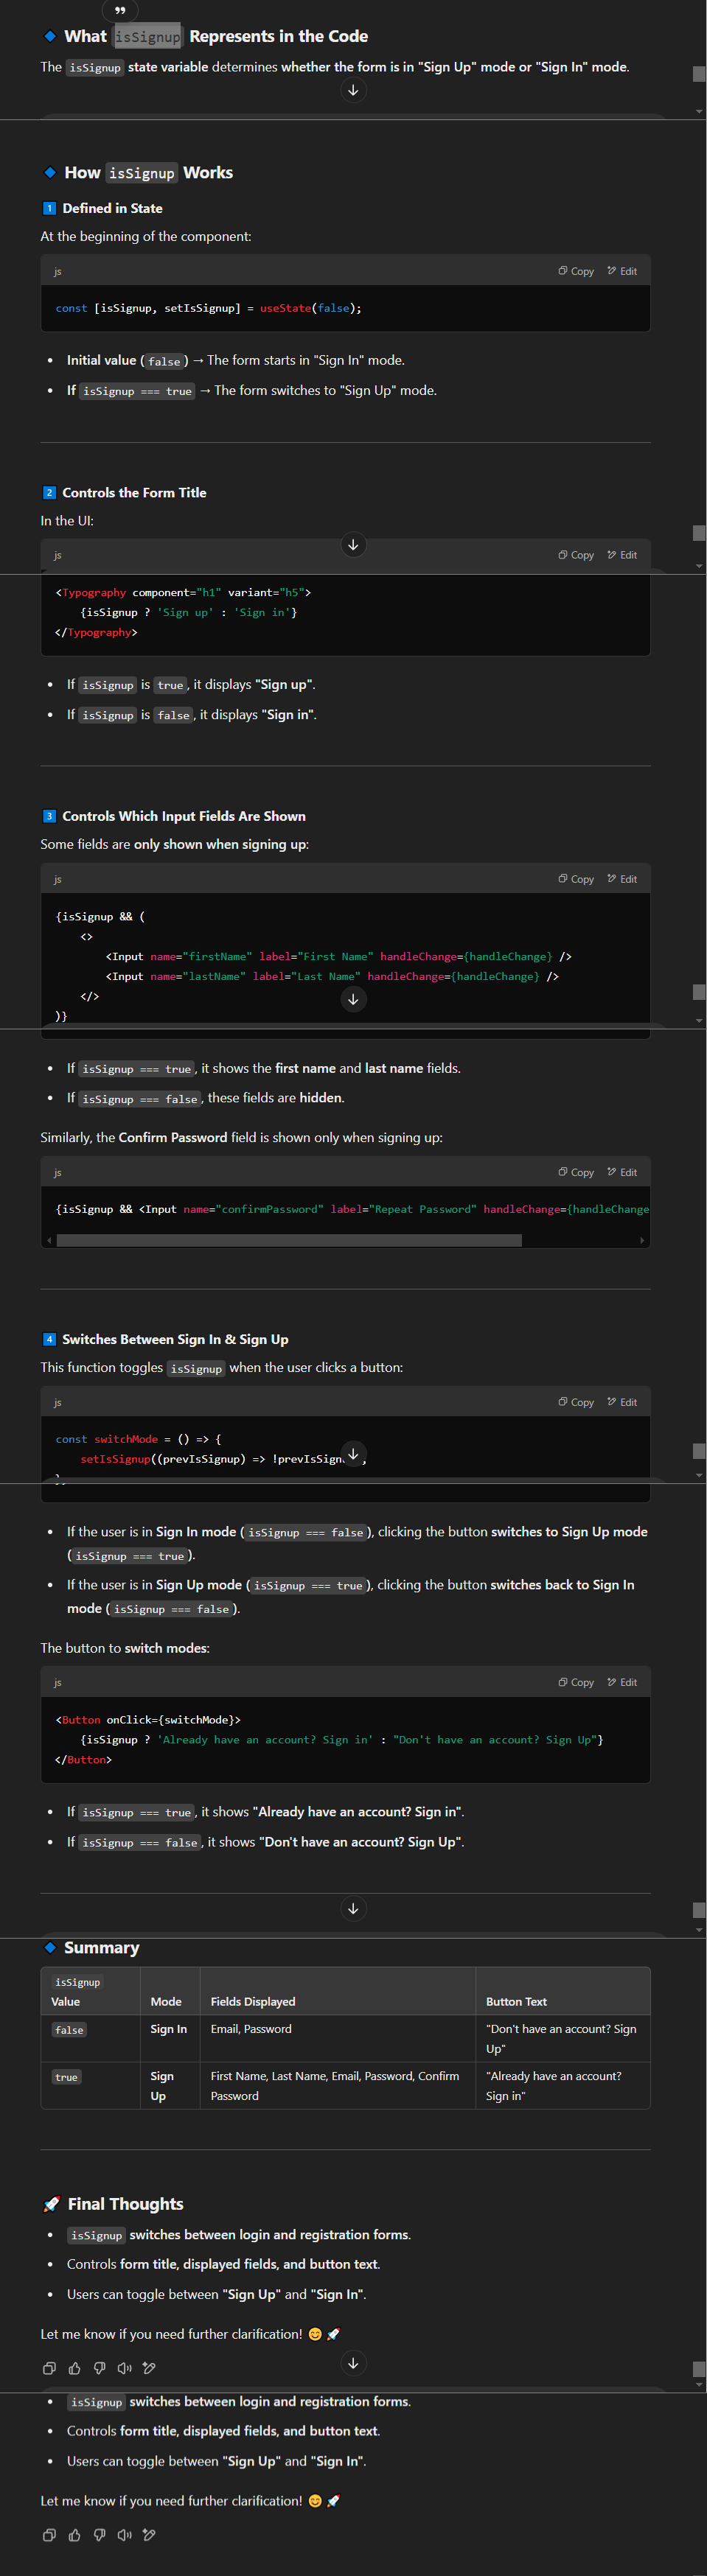 What isSignup Represents in the Code
The isSignup state variable determines whether the form is in "Sign Up" mode or "Sign In" mode.
How isSignup Works
1 Defined in State
At the beginning of the component:
js Copy Edit
const [isSignup, setIsSignup] = useState(false);
• Initial value (false) → The form starts in "Sign In" mode.
• If isSignup === true → The form switches to "Sign Up" mode.
2 Controls the Form Title
In the UI:
js Copy Edit
<Typography component="h1" variant="h5">
{isSignup ? 'Sign up' : 'Sign in'}
</Typography>
• If isSignup is true, it displays "Sign up".
• If isSignup is false, it displays "Sign in".
3 Controls Which Input Fields Are Shown
Some fields are only shown when signing up:
js Copy Edit
{isSignup && (
<>
<Input name="firstName" label="First Name" handleChange={handleChange} />
<Input name="lastName" label="Last Name" handleChange={handleChange} />
</>
)}
• If isSignup === true, it shows the first name and last name fields.
• If isSignup === false, these fields are hidden.
Similarly, the Confirm Password field is shown only when signing up:
js Copy Edit
{isSignup && <Input name="confirmPassword" label="Repeat Password" handleChange={handleChange
4 Switches Between Sign In & Sign Up
This function toggles isSignup when the user clicks a button:
js Copy Edit
const switchMode = () => {
setIsSignup((prevIsSignup) => !prevIsSign
• If the user is in Sign In mode (isSignup === false), clicking the button switches to Sign Up mode
(isSignup === true).
• If the user is in Sign Up mode (isSignup === true), clicking the button switches back to Sign In
mode (isSignup === false).
The button to switch modes:
js Copy Edit
<Button onClick={switchMode}>
{isSignup ? 'Already have an account? Sign in' : "Don't have an account? Sign Up"}
</Button>
• If isSignup === true, it shows "Already have an account? Sign in".
• If isSignup === false, it shows "Don't have an account? Sign Up".
Summary
isSignup
Value Mode Fields Displayed Button Text
false Sign In Email, Password "Don't have an account? Sign
Up"
true Sign First Name, Last Name, Email, Password, Confirm "Already have an account?
Up Password Sign in"
Final Thoughts
• isSignup switches between login and registration forms.
• Controls form title, displayed fields, and button text.
• Users can toggle between "Sign Up" and "Sign In".
Let me know if you need further clarification! 😊 🚀
• isSignup switches between login and registration forms.
• Controls form title, displayed fields, and button text.
• Users can toggle between "Sign Up" and "Sign In".
Let me know if you need further clarification! 😊 🚀